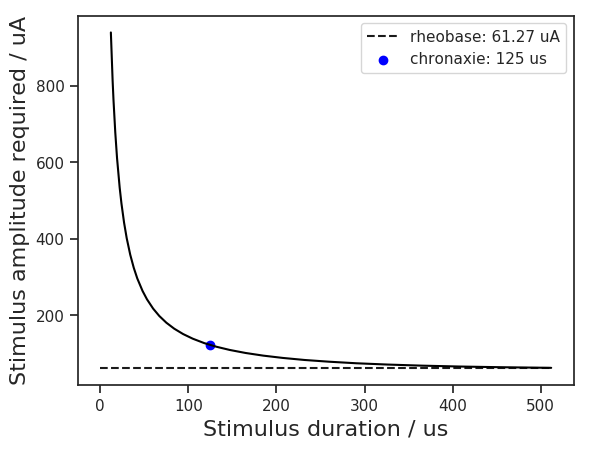 rheobase: 61.27 uA
chronaxie: 125 us
Stimulus amplitude required / uA
800
600
400
200
0 100 200 300 400 500
Stimulus duration / us